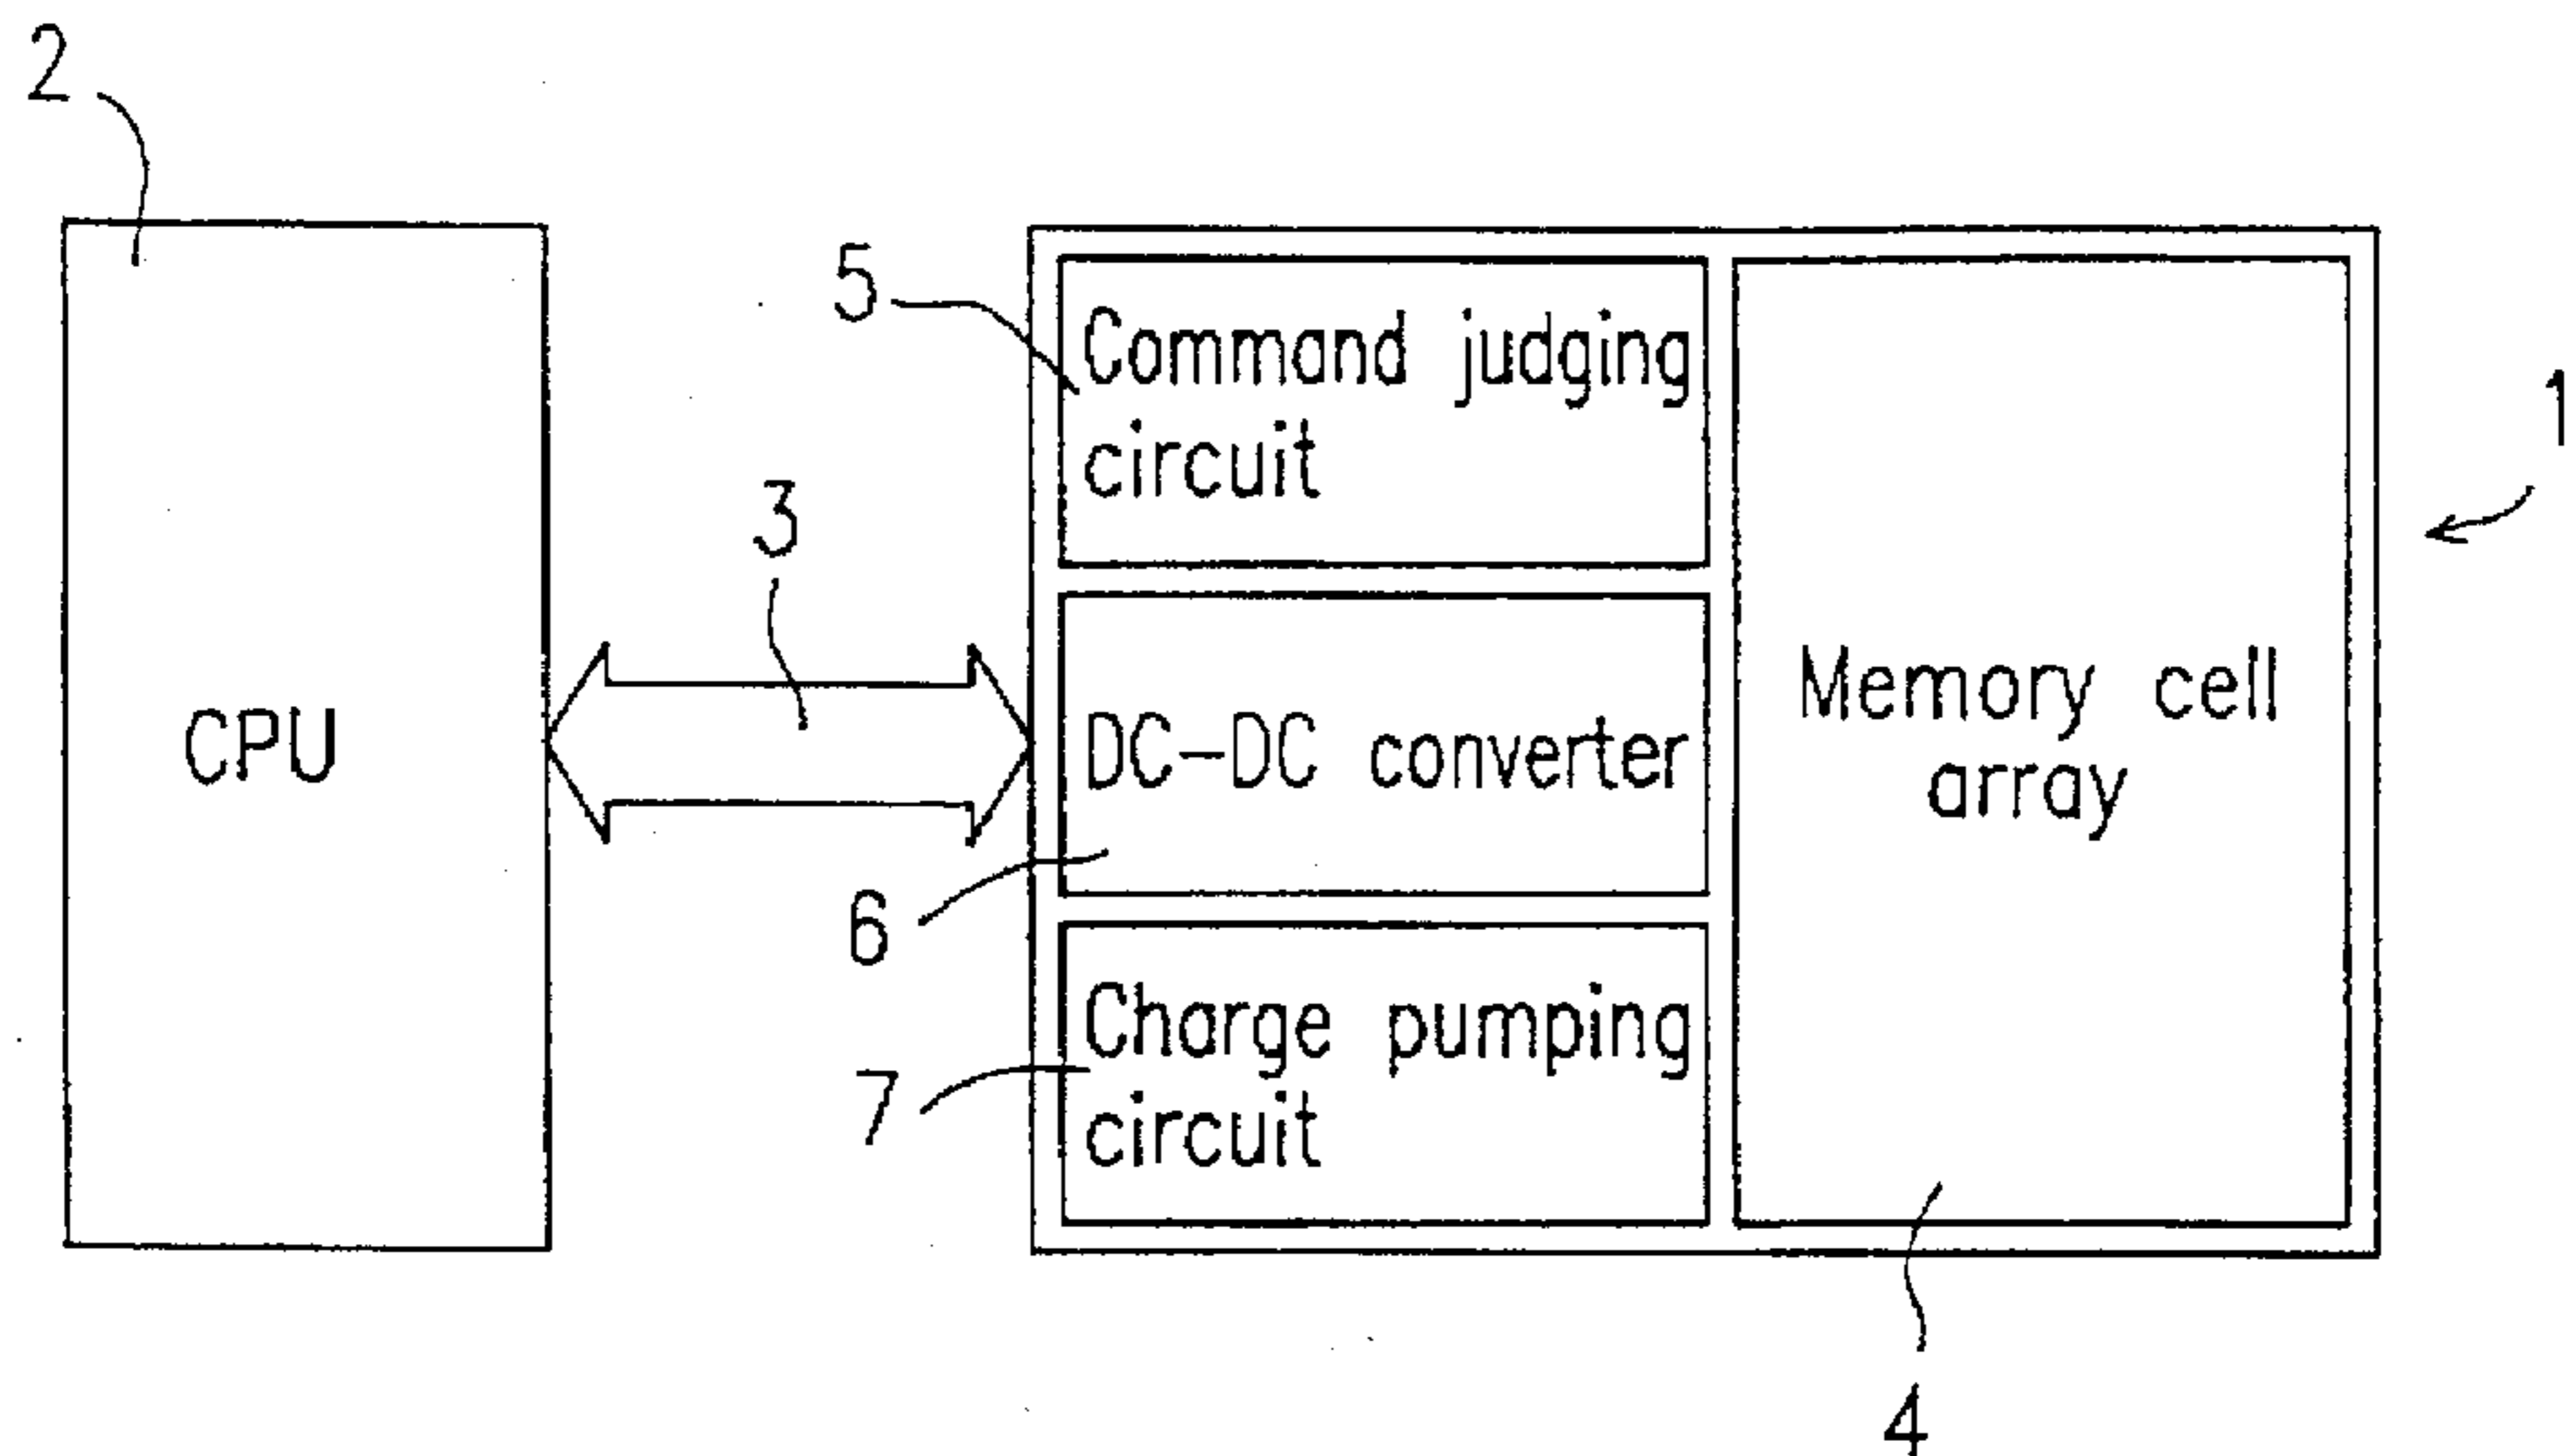 2
5
Command judging
circuit
1
3
CPU
DC-DC converter
Memory cell
array
6
Charge pumping
circuit
7
4